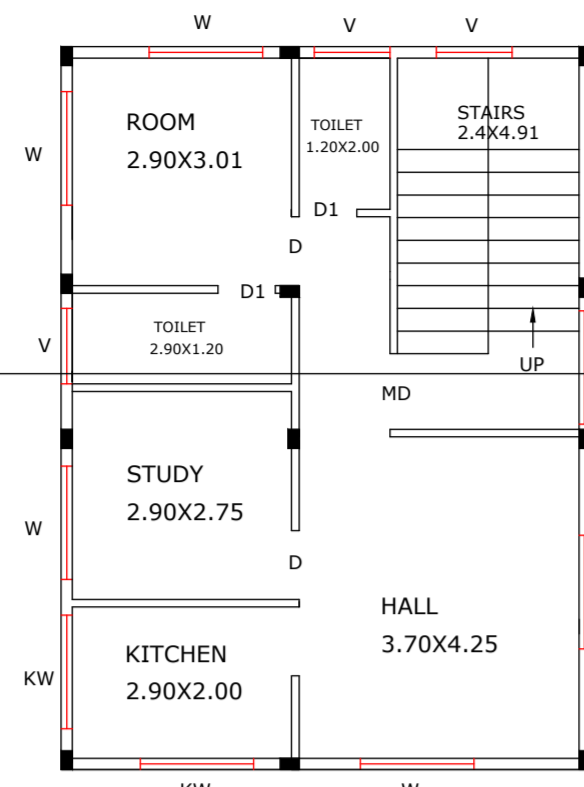 W
V
V
ROOM
2.90X3.01
TOILET
1.20X2.00
STAIRS
2.4X4.91
W
D1
D
D1
TOILET
2.90X1.20
V
UP
MD
STUDY
2.90X2.75
W
D
HALL
3.70X4.25
KITCHEN
2.90X2.00
KW
KW
W